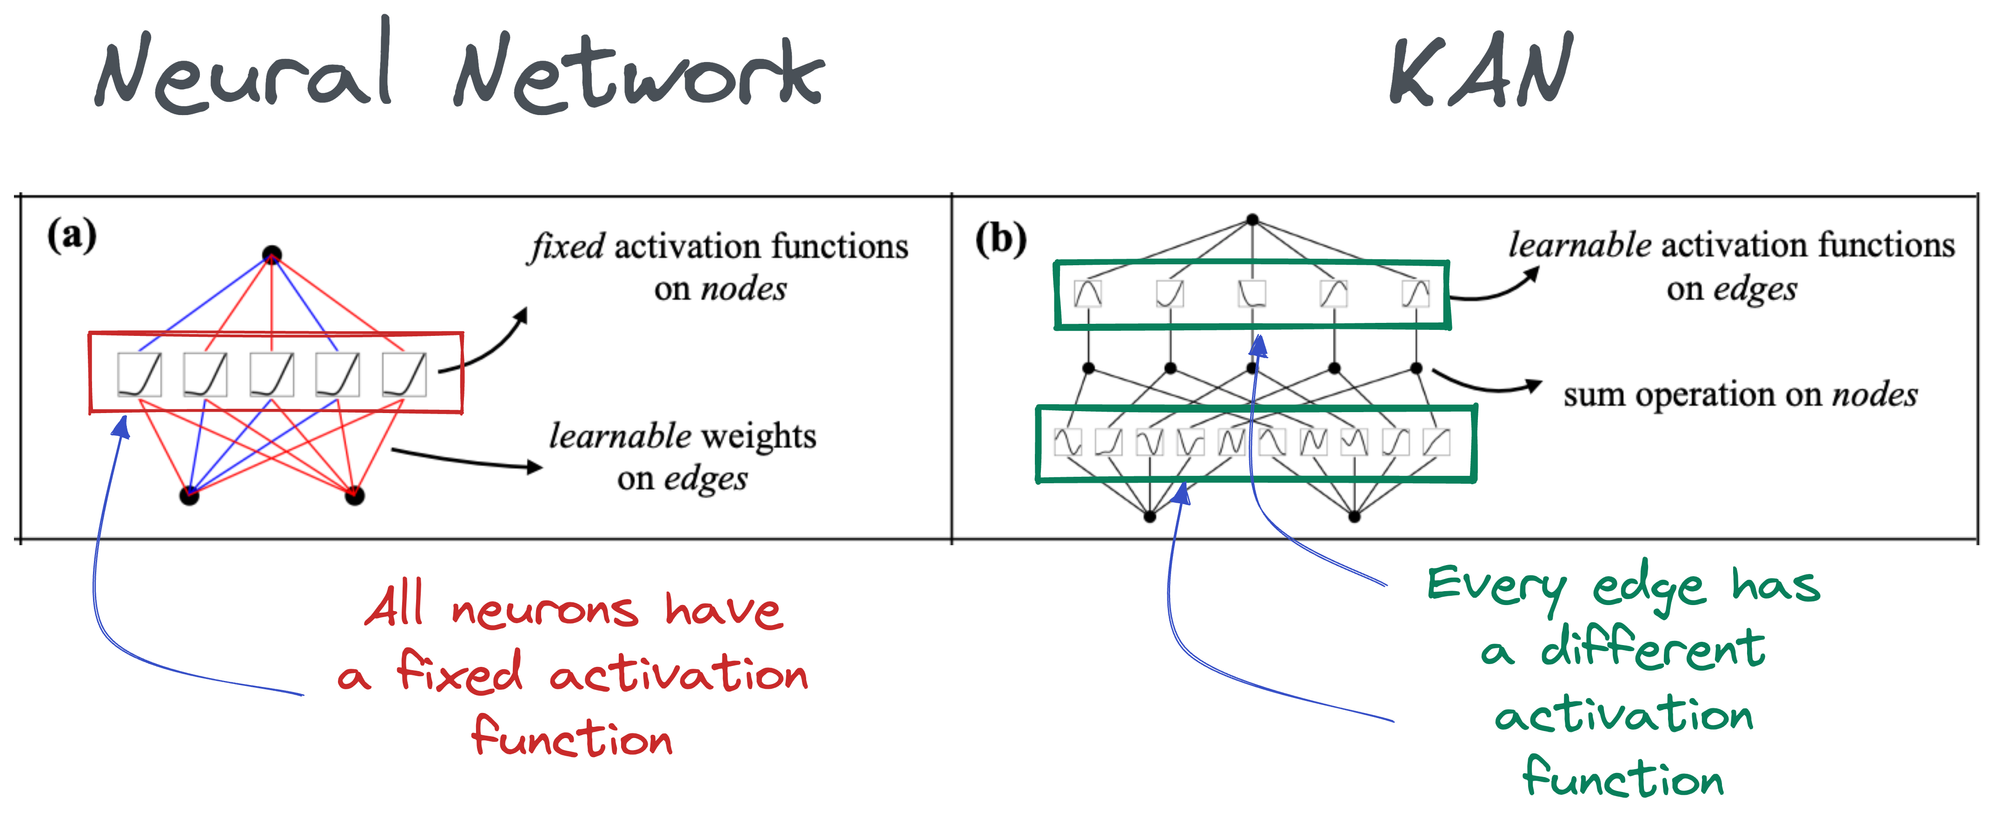 Neural Network
KAN
(a)
fixed activation functions
on nodes
learnable weights
on edges
(b)
learnable activation functions
on edges
sum operation on nodes
All neurons have
a fixed activation
function
Every edge has
a different
activation
function